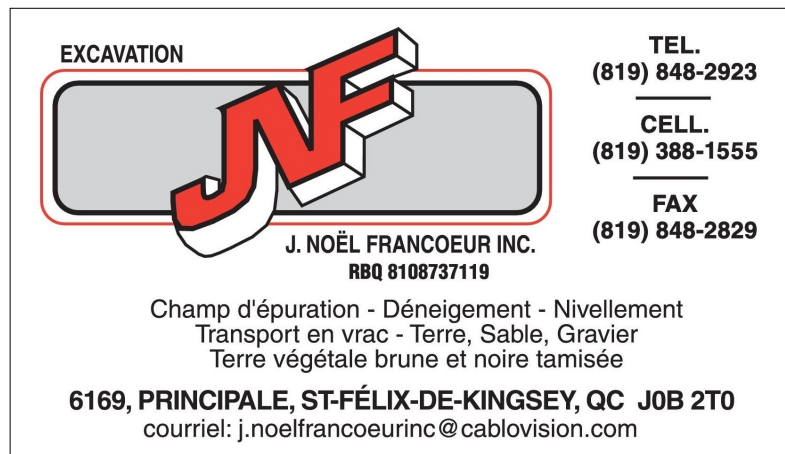 EXCAVATION
JNF
J. NOËL FRANCOEUR INC.
RBQ 8108737119
TEL.
(819) 848-2923
CELL.
(819) 388-1555
FAX
(819) 848-2829
Champ d'épuration - Déneigement - Nivellement
Transport en vrac - Terre, Sable, Gravier
Terre végétale brune et noire tamisée
6169, PRINCIPALE, ST-FÉLIX-DE-KINGSEY, QC J0B 2T0
courriel: j.noelfrancoeurinc@cablovision.com